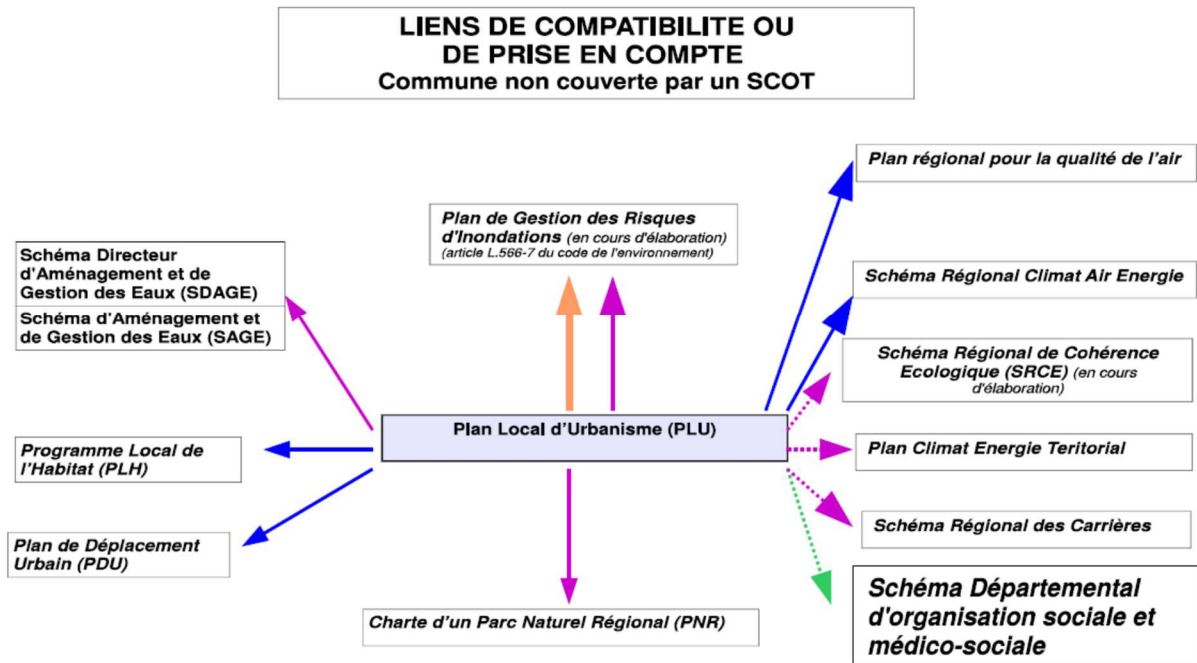 LIENS DE COMPATIBILITE OU
DE PRISE EN COMPTE
Commune non couverte par un SCOT
Plan régional pour la qualité de l'air
Plan de Gestion des Risques
d'Inondations (en cours d'élaboration)
(article L.566-7 du code de l'environnement)
Schéma Directeur
d'Aménagement et de
Gestion des Eaux (SDAGE)
Schéma d'Aménagement et
de Gestion des Eaux (SAGE)
Schéma Régional Climat Air Energie
Schéma Régional de Cohérence
Ecologique (SRCE) (en cours
d'élaboration)
Plan Local d'Urbanisme (PLU)
Programme Local de
l'Habitat (PLH)
Plan Climat Energie Teritorial
Plan de Déplacement
Urbain (PDU)
Schéma Régional des Carrières
Charte d'un Parc Naturel Régional (PNR)
Schéma Départemental
d'organisation sociale et
médico-sociale